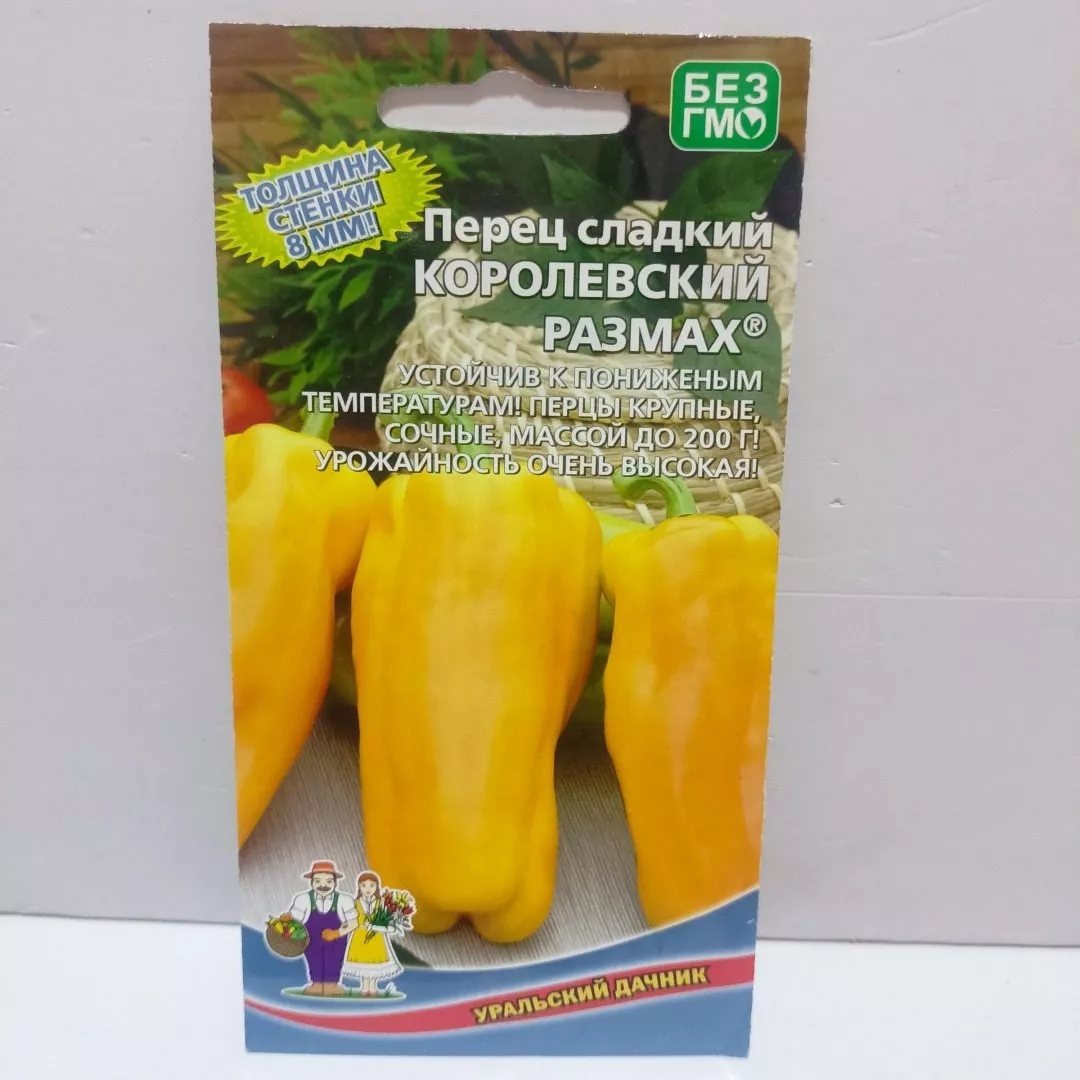 БЕЗ
ГМО
ТОЛЩИНА
СТЕНКИ
8 ММ!
Перец сладкий
КОРОЛЕВСКИЙ
РАЗМАХ®
УСТОЙЧИВ К ПОНИЖЕНЫМ
ТЕМПЕРАТУРАМ! ПЕРЦЫ КРУПНЫЕ,
СОЧНЫЕ, МАССОЙ ДО 200 Г!
УРОЖАЙНОСТЬ ОЧЕНЬ ВЫСОКАЯ!
УРАЛЬСКИЙ ДАЧНИК